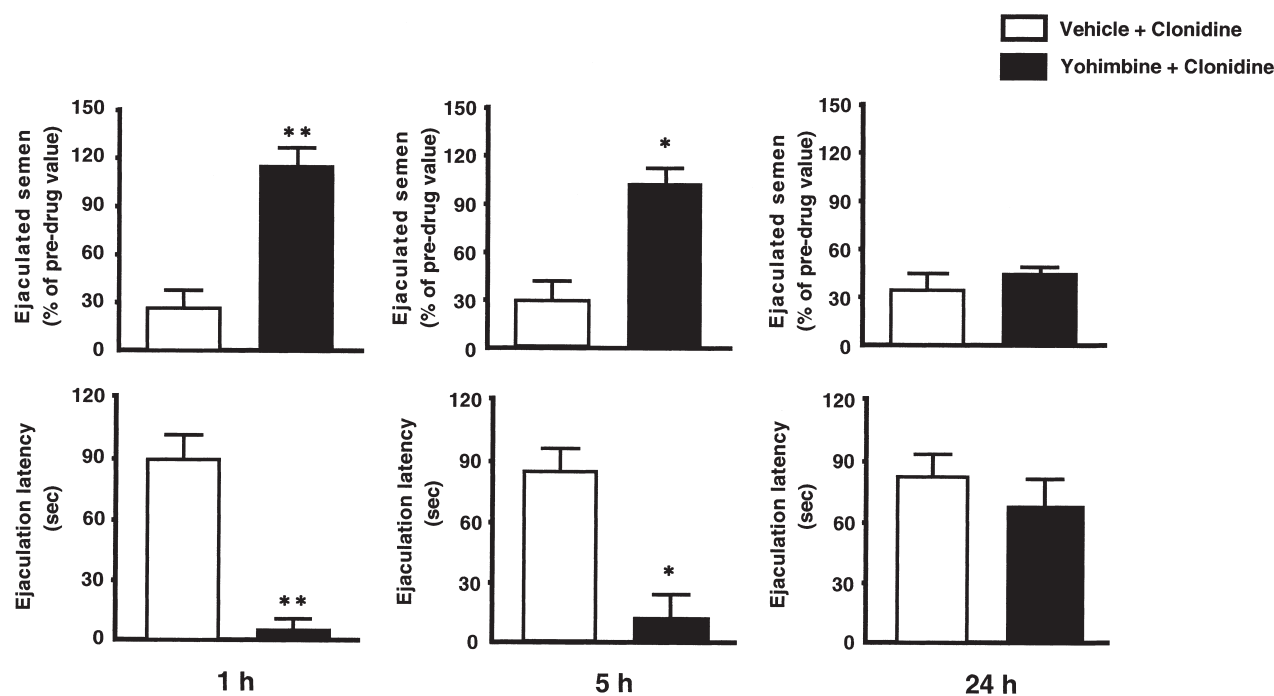 Vehicle + Clonidine
Yohimbine + Clonidine
Ejaculated semen
(% of pre-drug value)
150
120
90
60
30
0
**
Ejaculated semen
(% of pre-drug value)
150
120
90
60
30
0
*
Ejaculated semen
(% of pre-drug value)
150
120
90
60
30
0
Ejaculation latency
(sec)
120
90
60
30
0
**
1 h
Ejaculation latency
(sec)
120
90
60
30
0
*
5 h
Ejaculation latency
(sec)
120
90
60
30
0
24 h